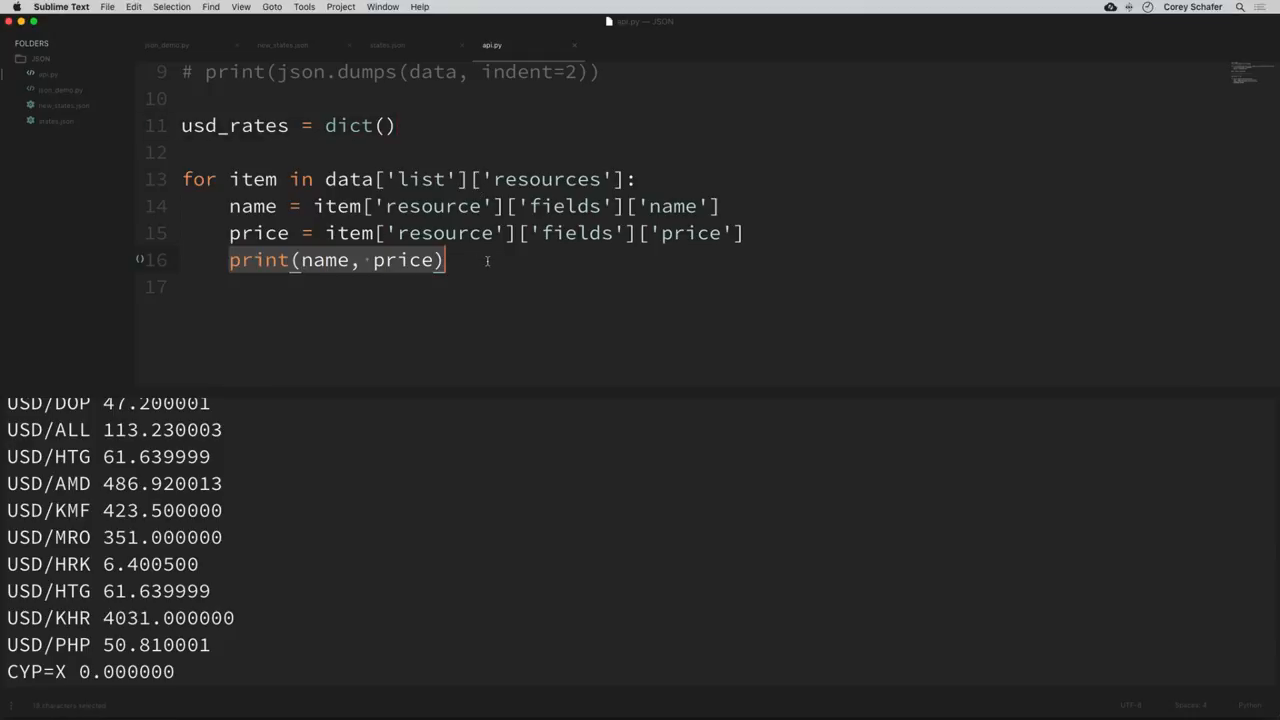 Sublime Text File Edit Selection Find View Goto Tools Project Window Help Corey Schafer
api.py — JSON
FOLDERS
JSON
api.py
json_demo.py
new_states.json
states.json
json_demo.py × new_states.json × states.json × api.py ×
9 # print(json.dumps(data, indent=2))
10
11 usd_rates = dict()
12
13 for item in data['list']['resources']:
14 name = item['resource']['fields']['name']
15 price = item['resource']['fields']['price']
16 print(name, price)
17
USD/DOP 47.200001
USD/ALL 113.230003
USD/HTG 61.639999
USD/AMD 486.920013
USD/KMF 423.500000
USD/MRO 351.000000
USD/HRK 6.400500
USD/HTG 61.639999
USD/KHR 4031.000000
USD/PHP 50.810001
CYP=X 0.000000
18 characters selected UTF-8 Spaces: 4 Python